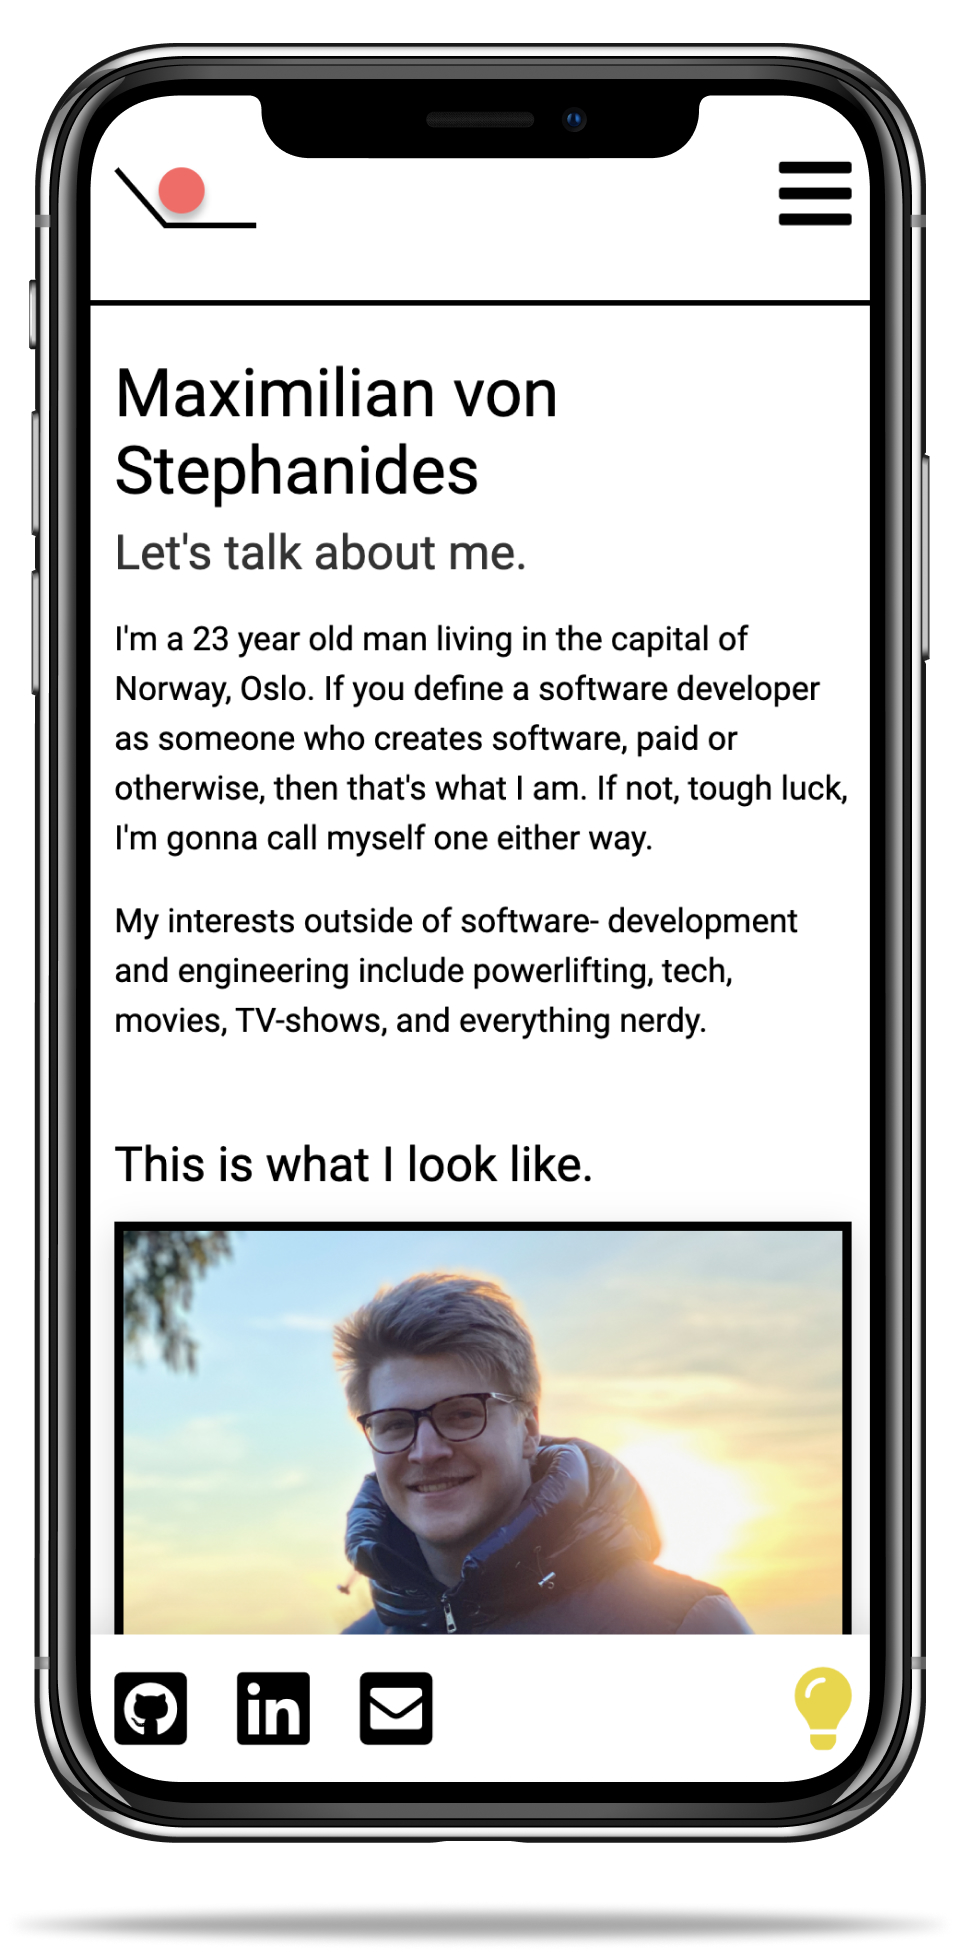 Maximilian von
Stephanides
Let's talk about me.
I'm a 23 year old man living in the capital of
Norway, Oslo. If you define a software developer
as someone who creates software, paid or
otherwise, then that's what I am. If not, tough luck,
I'm gonna call myself one either way.
My interests outside of software- development
and engineering include powerlifting, tech,
movies, TV-shows, and everything nerdy.
This is what I look like.
in